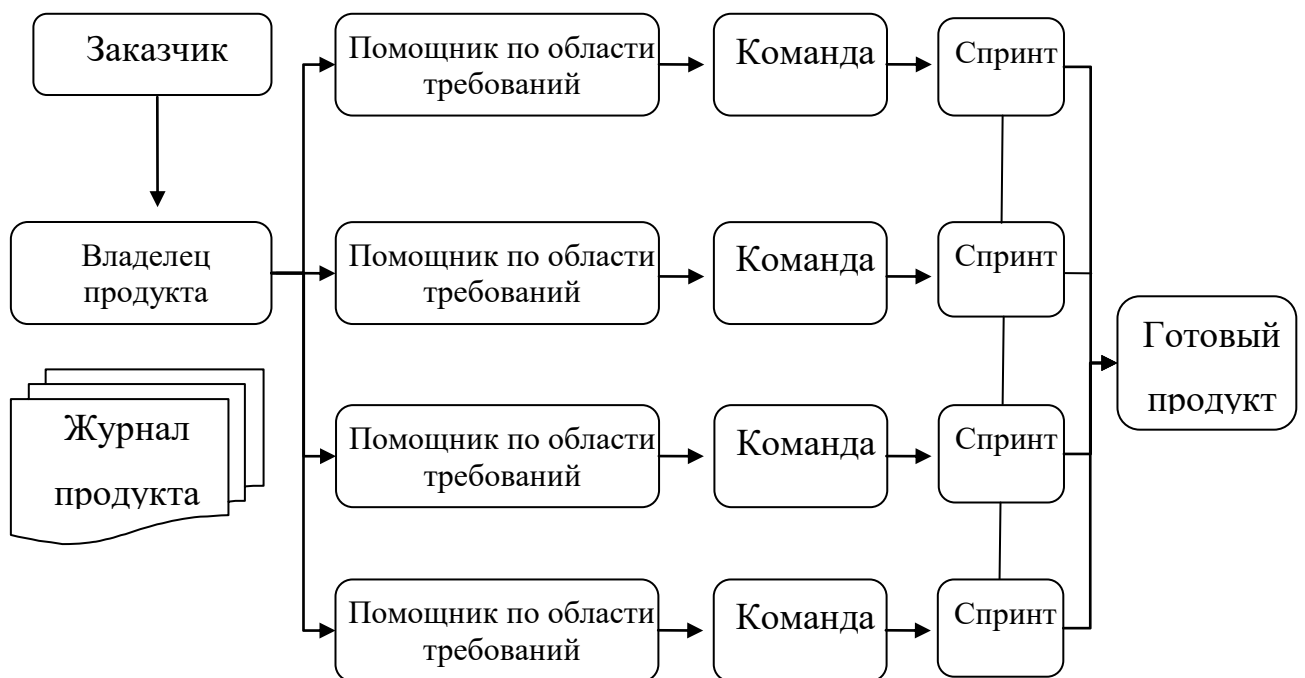 Заказчик
Владелец
продукта
Журнал
продукта
Помощник по области
требований
Команда
Спринт
Помощник по области
требований
Команда
Спринт
Помощник по области
требований
Команда
Спринт
Помощник по области
требований
Команда
Спринт
Готовый
продукт